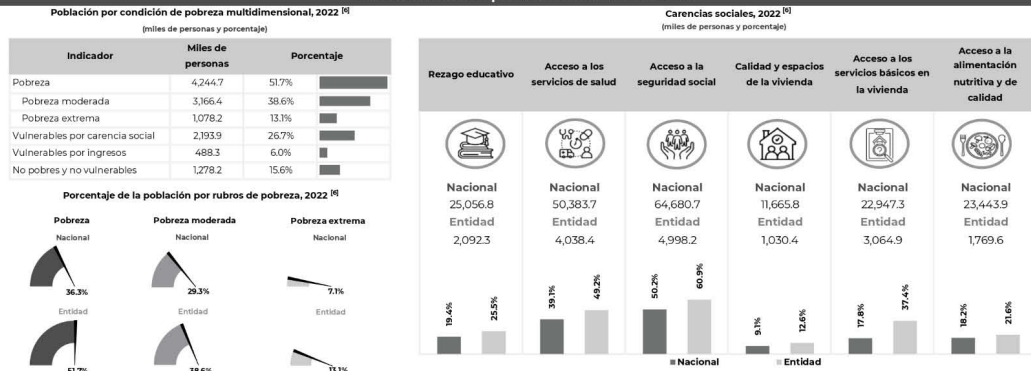 Población por condición de pobreza multidimensional, 2022 [6]
(miles de personas y porcentaje)
Indicador Miles de personas Porcentaje
Pobreza 4,244.7 51.7%
Pobreza moderada 3,166.4 38.6%
Pobreza extrema 1,078.2 13.1%
Vulnerables por carencia social 2,193.9 26.7%
Vulnerables por ingresos 488.3 6.0%
No pobres y no vulnerables 1,278.2 15.6%
Porcentaje de la población por rubros de pobreza, 2022 [6]
Pobreza Pobreza moderada Pobreza extrema
Nacional Nacional Nacional
36.3% 29.3% 7.1%
Entidad Entidad Entidad
51.7% 38.6% 13.1%
Carencias sociales, 2022 [6]
(miles de personas y porcentaje)
Rezago educativo
Acceso a los
servicios de salud
Acceso a la
seguridad social
Calidad y espacios
de la vivienda
Acceso a los
servicios básicos en
la vivienda
Acceso a la
alimentación
nutritiva y de
calidad
Nacional Nacional Nacional Nacional Nacional Nacional
25,056.8 50,383.7 64,680.7 11,665.8 22,947.3 23,443.9
Entidad Entidad Entidad Entidad Entidad Entidad
2,092.3 4,038.4 4,998.2 1,030.4 3,064.9 1,769.6
19.4% 25.5% 39.1% 49.2% 50.2% 60.9% 9.1% 12.6% 17.8% 37.4% 18.2% 21.6%
Nacional Entidad